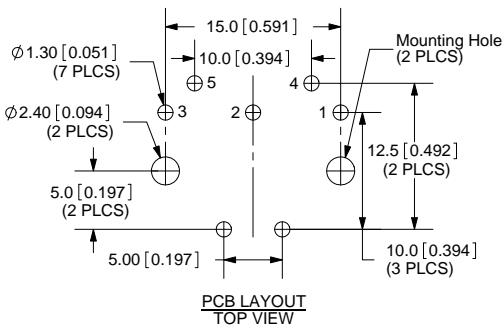 15.0 [0.591]
Ø1.30 [0.051]
(7 PLCS)
10.0 [0.394]
Mounting Hole
(2 PLCS)
5
4
3
2
1
Ø2.40 [0.094]
(2 PLCS)
12.5 [0.492]
(2 PLCS)
5.0 [0.197]
(2 PLCS)
5.00 [0.197]
10.0 [0.394]
(3 PLCS)
PCB LAYOUT
TOP VIEW